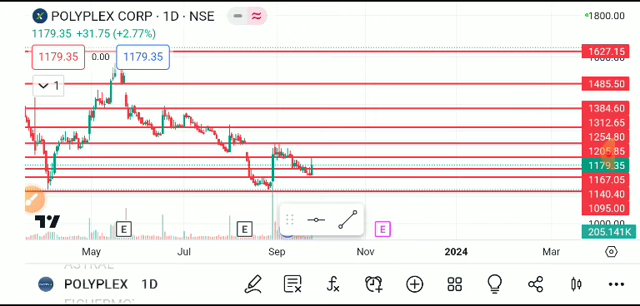 POLYPLEX CORP · 1D · NSE
1179.35 +31.75 (+2.77%)
1179.35 0.00 1179.35
1
1800.00
1627.15
1485.50
1384.60
1312.65
1254.80
1179.35
1167.05
1140.40
1095.00
205.141K
E E E
May Jul Sep Nov 2024 Mar
POLYPLEX 1D